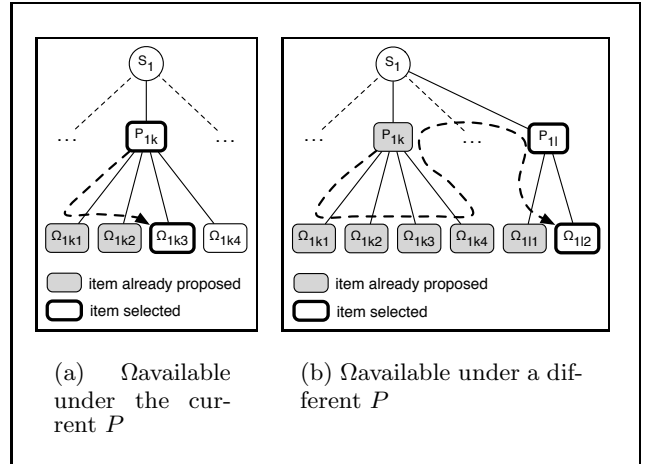 S1
... P1k ...
Ω1k1 Ω1k2 Ω1k3 Ω1k4
item already proposed
item selected
(a) Ωavailable
under the cur-
rent P
S1
... P1k ... P1l
Ω1k1 Ω1k2 Ω1k3 Ω1k4 Ω1l1 Ω1l2
item already proposed
item selected
(b) Ωavailable under a dif-
ferent P